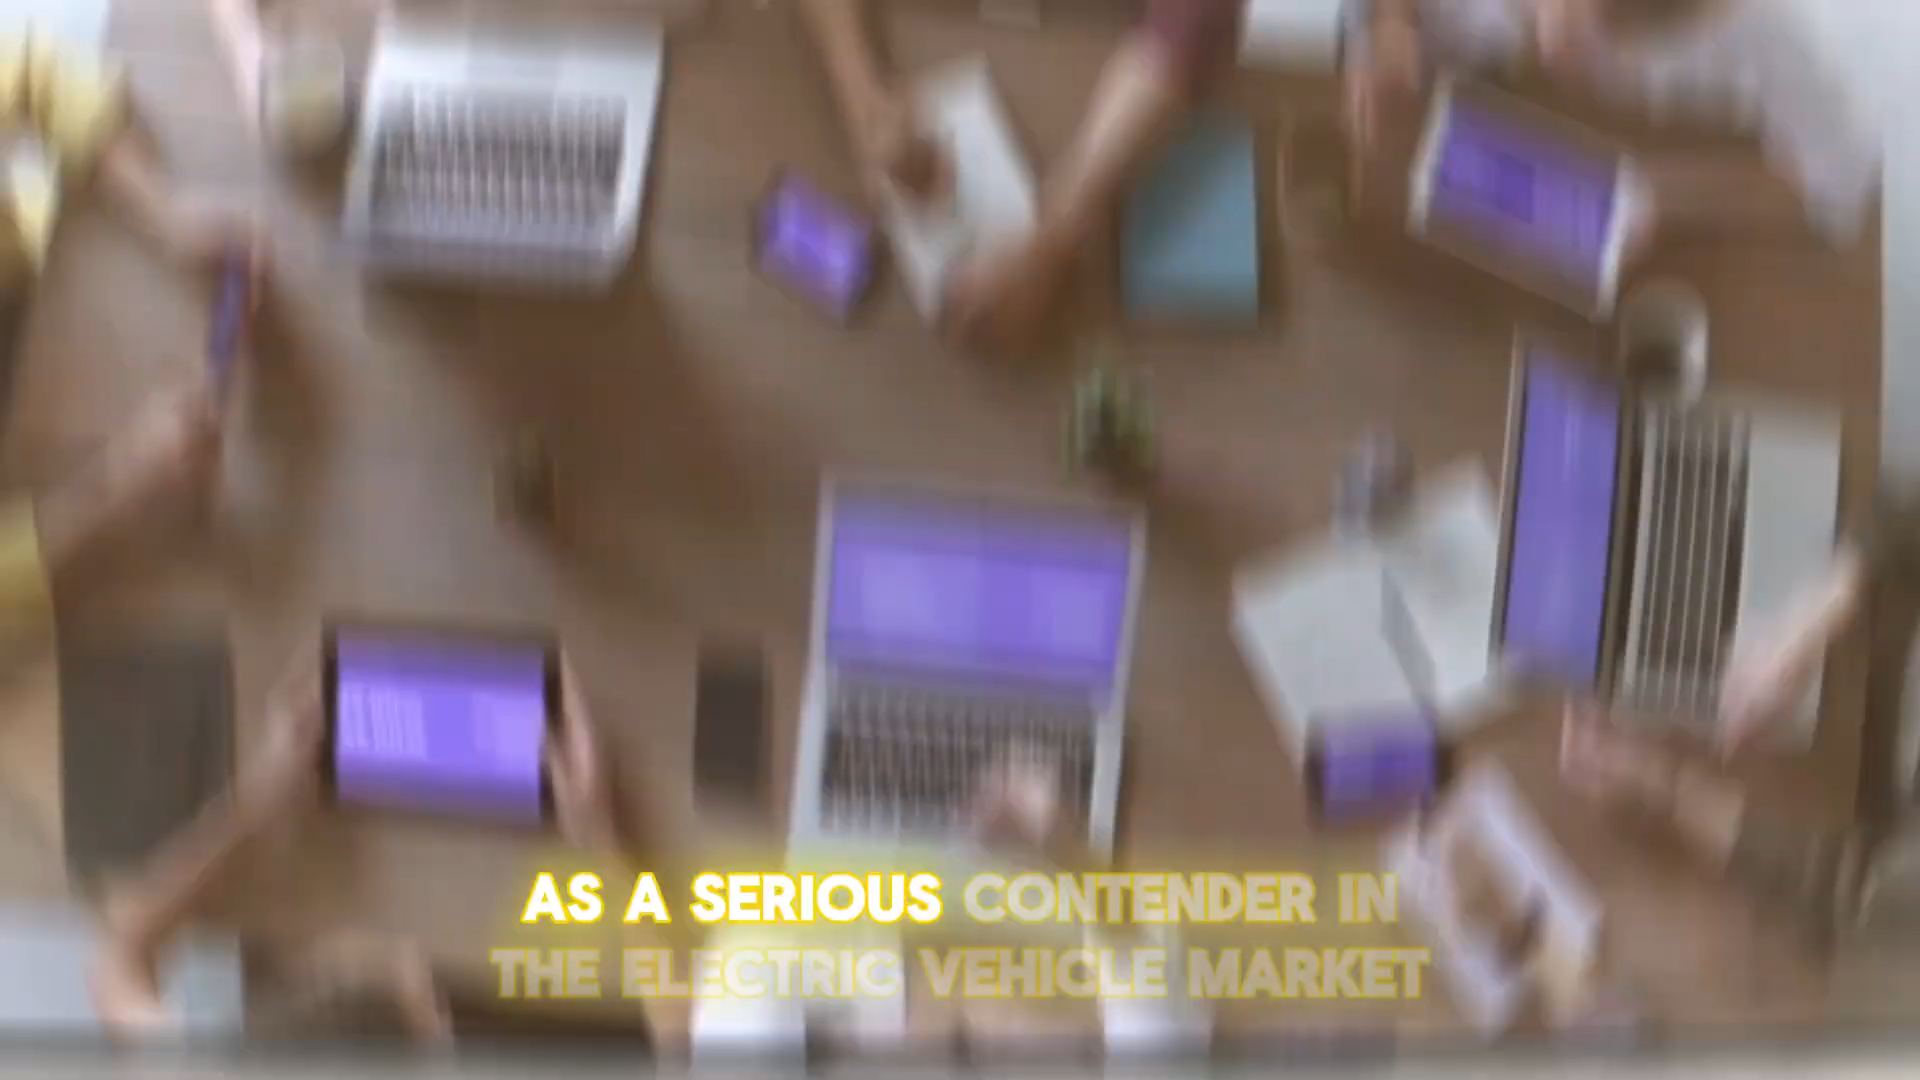 AS A SERIOUS CONTENDER IN
THE ELECTRIC VEHICLE MARKET